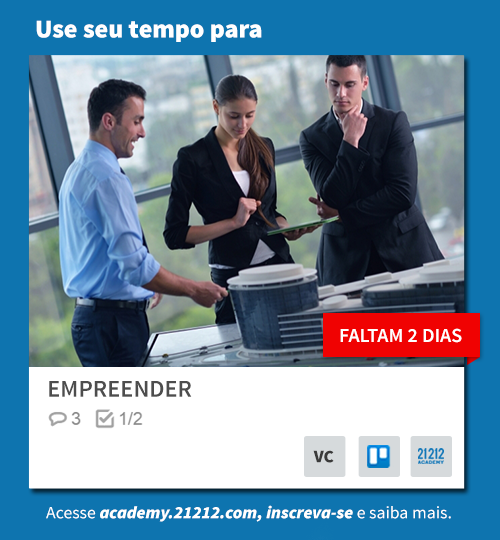 Use seu tempo para
FALTAM 2 DIAS
EMPREENDER
3 1/2
VC
21212
ACADEMY
Acesse academy.21212.com, inscreva-se e saiba mais.